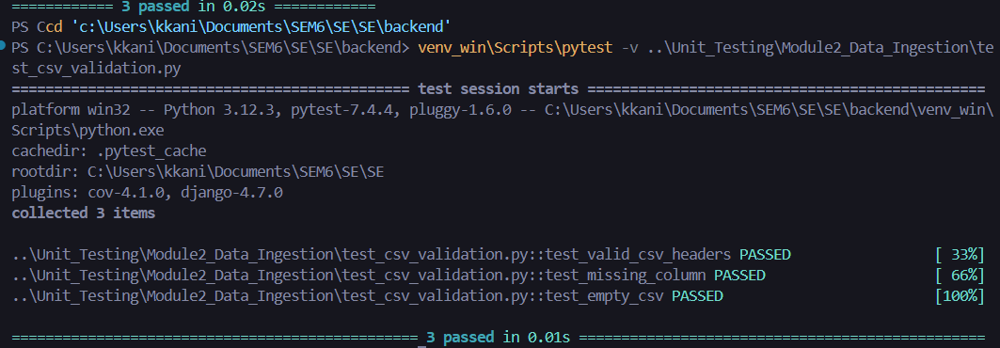 ============ 3 passed in 0.02s ============
PS Ccd 'c:\Users\kkani\Documents\SEM6\SE\SE\backend'
PS C:\Users\kkani\Documents\SEM6\SE\SE\backend> venv_win\Scripts\pytest -v ..\Unit_Testing\Module2_Data_Ingestion\te
st_csv_validation.py
=============================================== test session starts ===============================================
platform win32 -- Python 3.12.3, pytest-7.4.4, pluggy-1.6.0 -- C:\Users\kkani\Documents\SEM6\SE\SE\backend\venv_win\
Scripts\python.exe
cachedir: .pytest_cache
rootdir: C:\Users\kkani\Documents\SEM6\SE\SE
plugins: cov-4.1.0, django-4.7.0
collected 3 items
..\Unit_Testing\Module2_Data_Ingestion\test_csv_validation.py::test_valid_csv_headers PASSED [ 33%]
..\Unit_Testing\Module2_Data_Ingestion\test_csv_validation.py::test_missing_column PASSED [ 66%]
..\Unit_Testing\Module2_Data_Ingestion\test_csv_validation.py::test_empty_csv PASSED [100%]
================================================ 3 passed in 0.01s ================================================